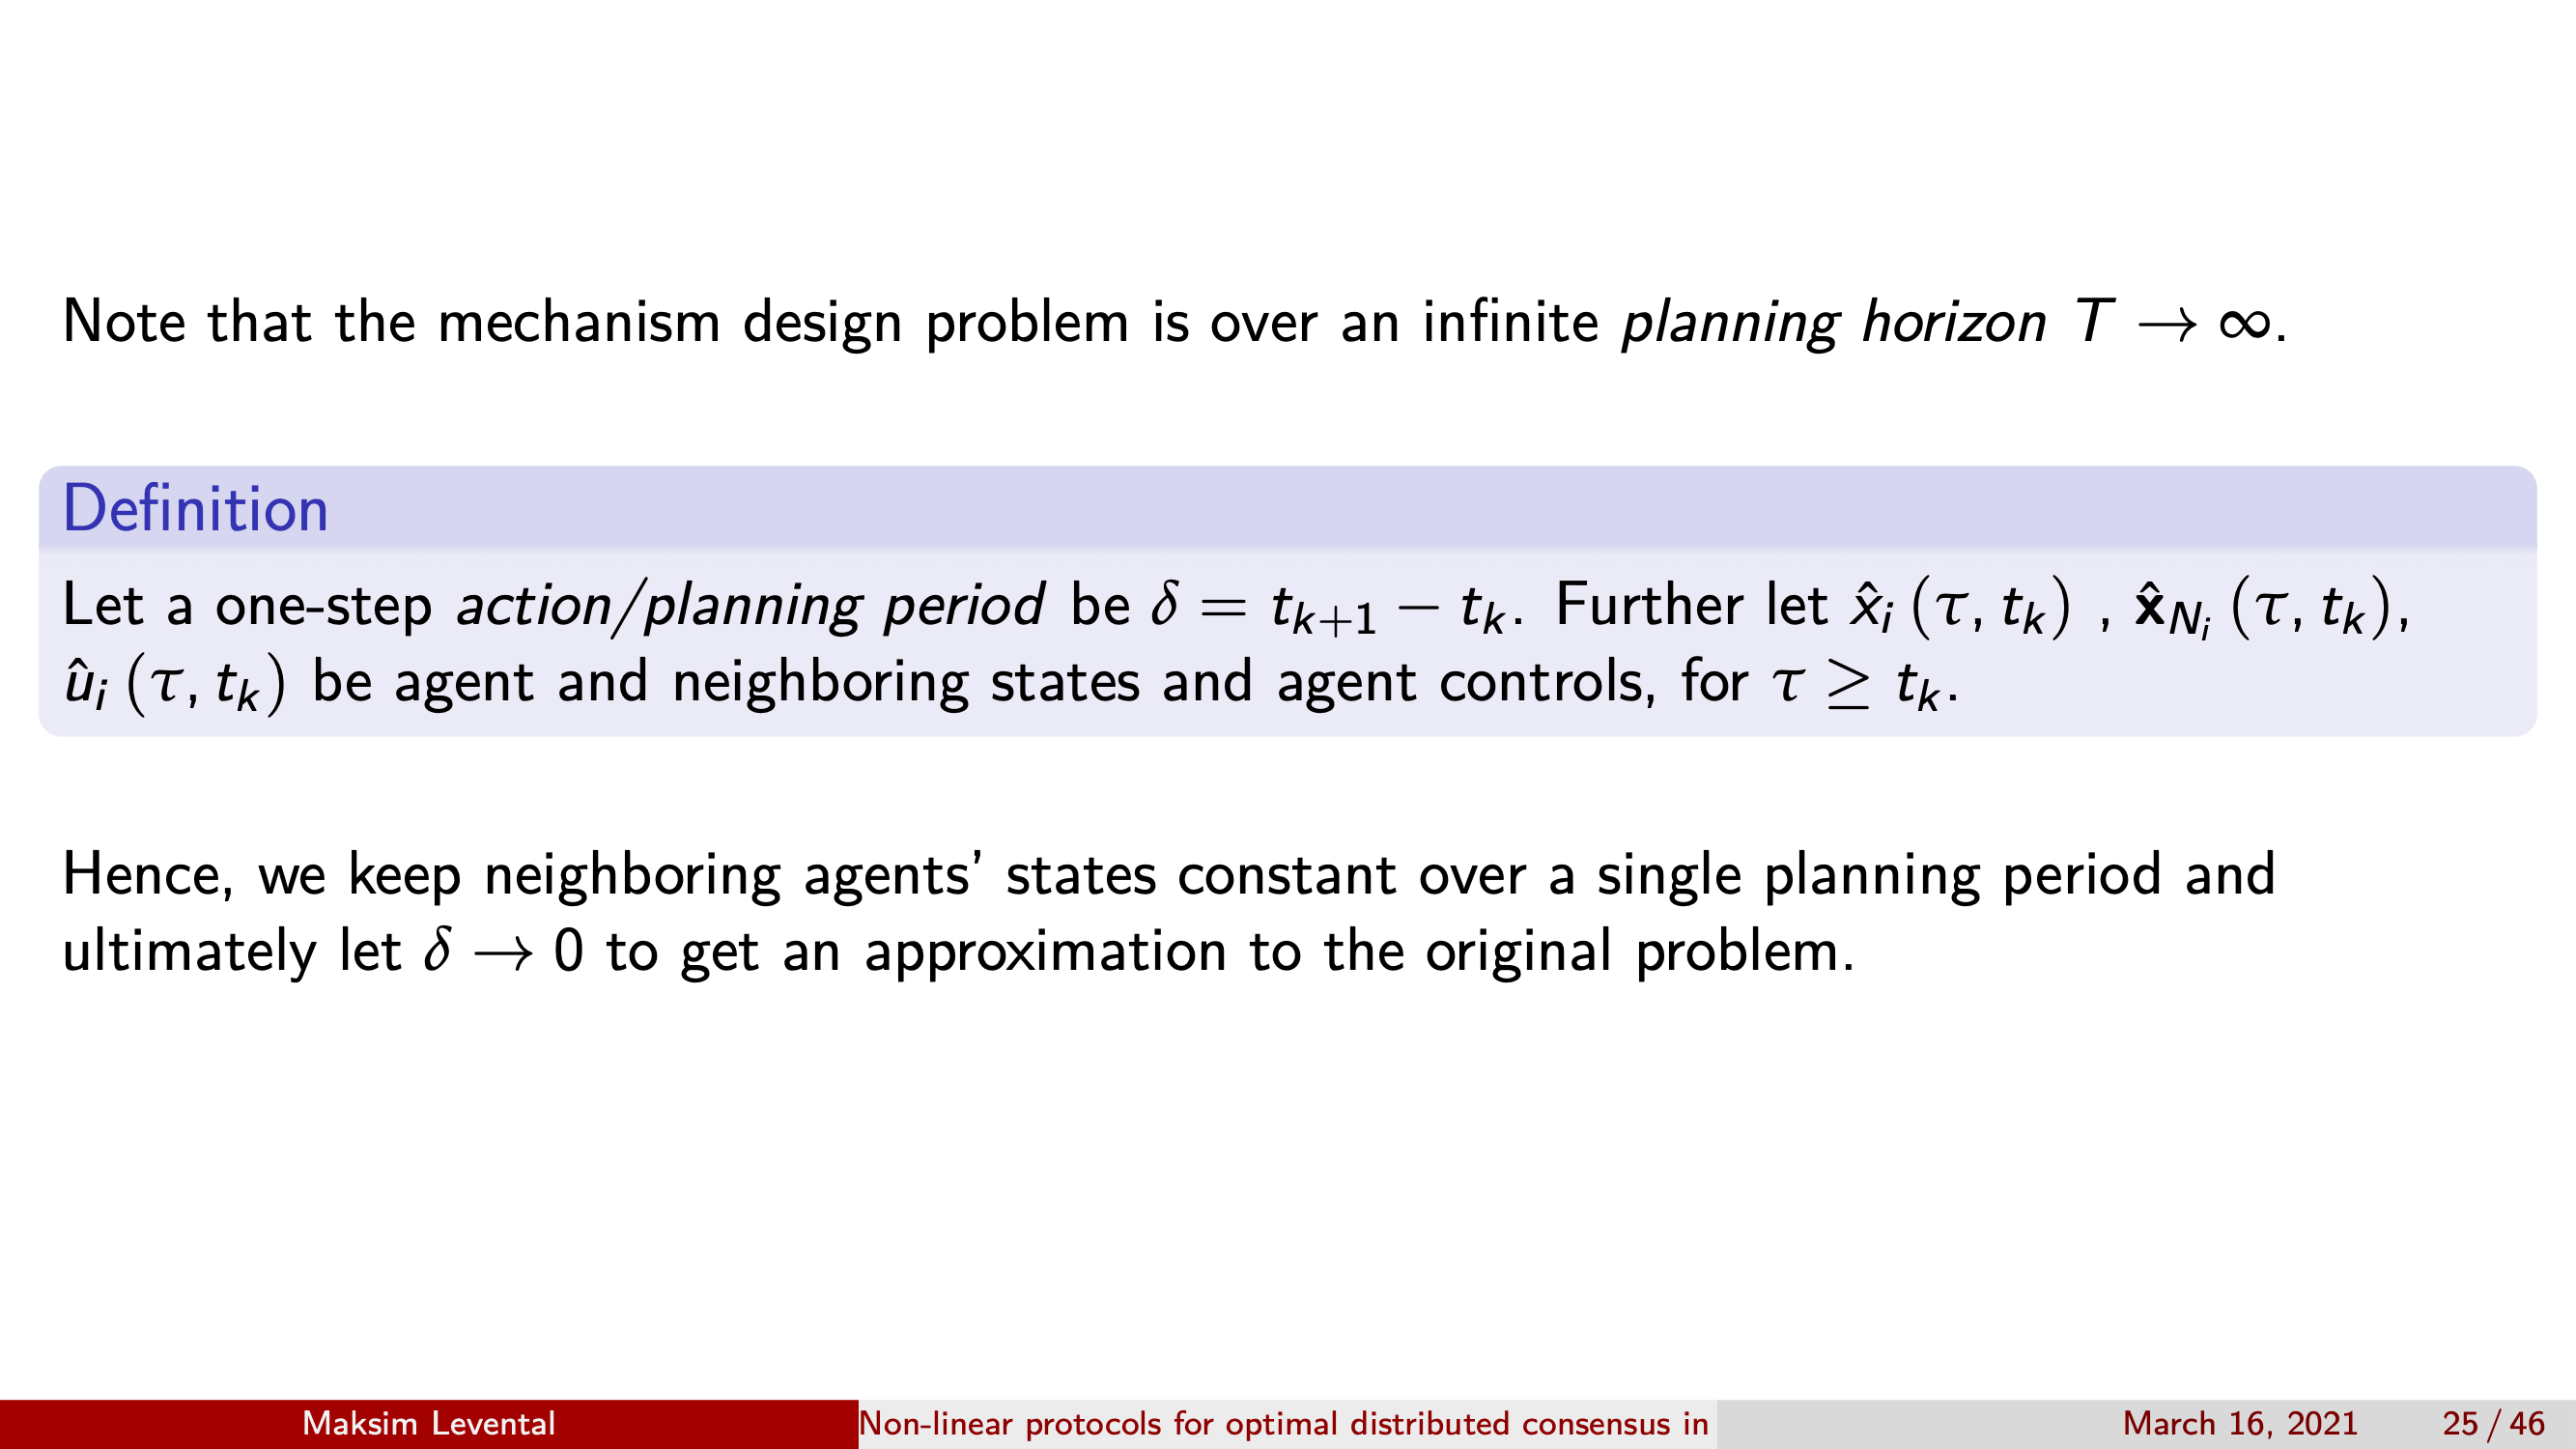 Note that the mechanism design problem is over an infinite planning horizon T → ∞.
Definition
Let a one-step action/planning period be δ = t_{k+1} − t_k. Further let x̂_i (τ, t_k) , x̂_{N_i} (τ, t_k),
û_i (τ, t_k) be agent and neighboring states and agent controls, for τ ≥ t_k.
Hence, we keep neighboring agents’ states constant over a single planning period and
ultimately let δ → 0 to get an approximation to the original problem.
Maksim Levental Non-linear protocols for optimal distributed consensus in March 16, 2021 25 / 46